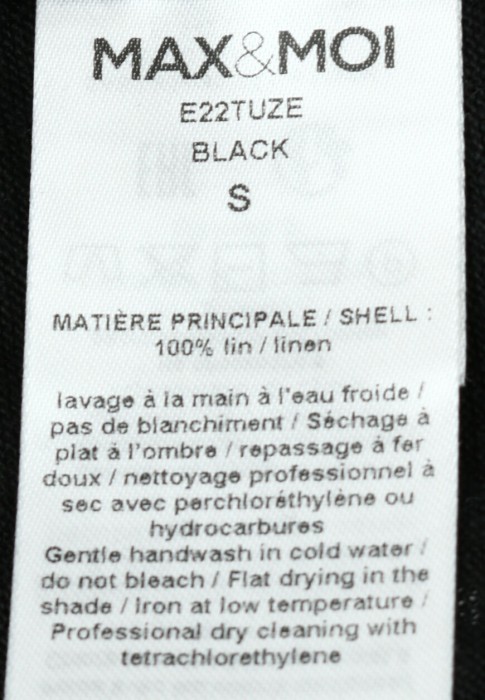 MAX&MOI
E22TUZE
BLACK
S
MATIÈRE PRINCIPALE / SHELL :
100% lin / linen
lavage à la main à l'eau froide /
pas de blanchiment / Séchage à
plat à l'ombre / repassage à fer
doux / nettoyage professionnel à
sec avec perchloréthylène ou
hydrocarbures
Gentle handwash in cold water /
do not bleach / Flat drying in the
shade / Iron at low temperature /
Professional dry cleaning with
tetrachlorethylene